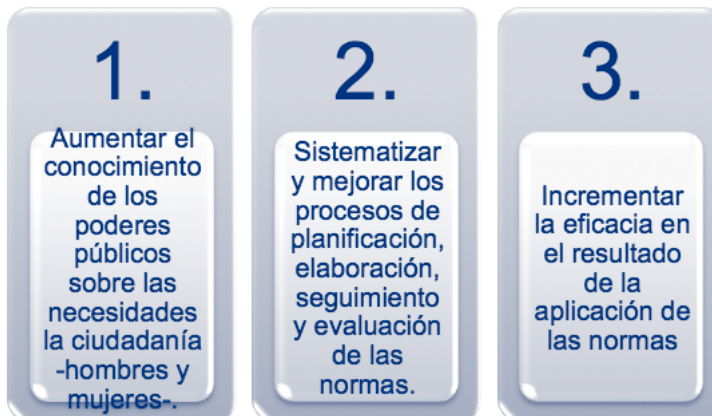 1.
Aumentar el
conocimiento
de los
poderes
públicos
sobre las
necesidades
la ciudadanía
-hombres y
mujeres-.
2.
Sistematizar
y mejorar los
procesos de
planificación,
elaboración,
seguimiento
y evaluación
de las
normas.
3.
Incrementar
la eficacia en
el resultado
de la
aplicación de
las normas